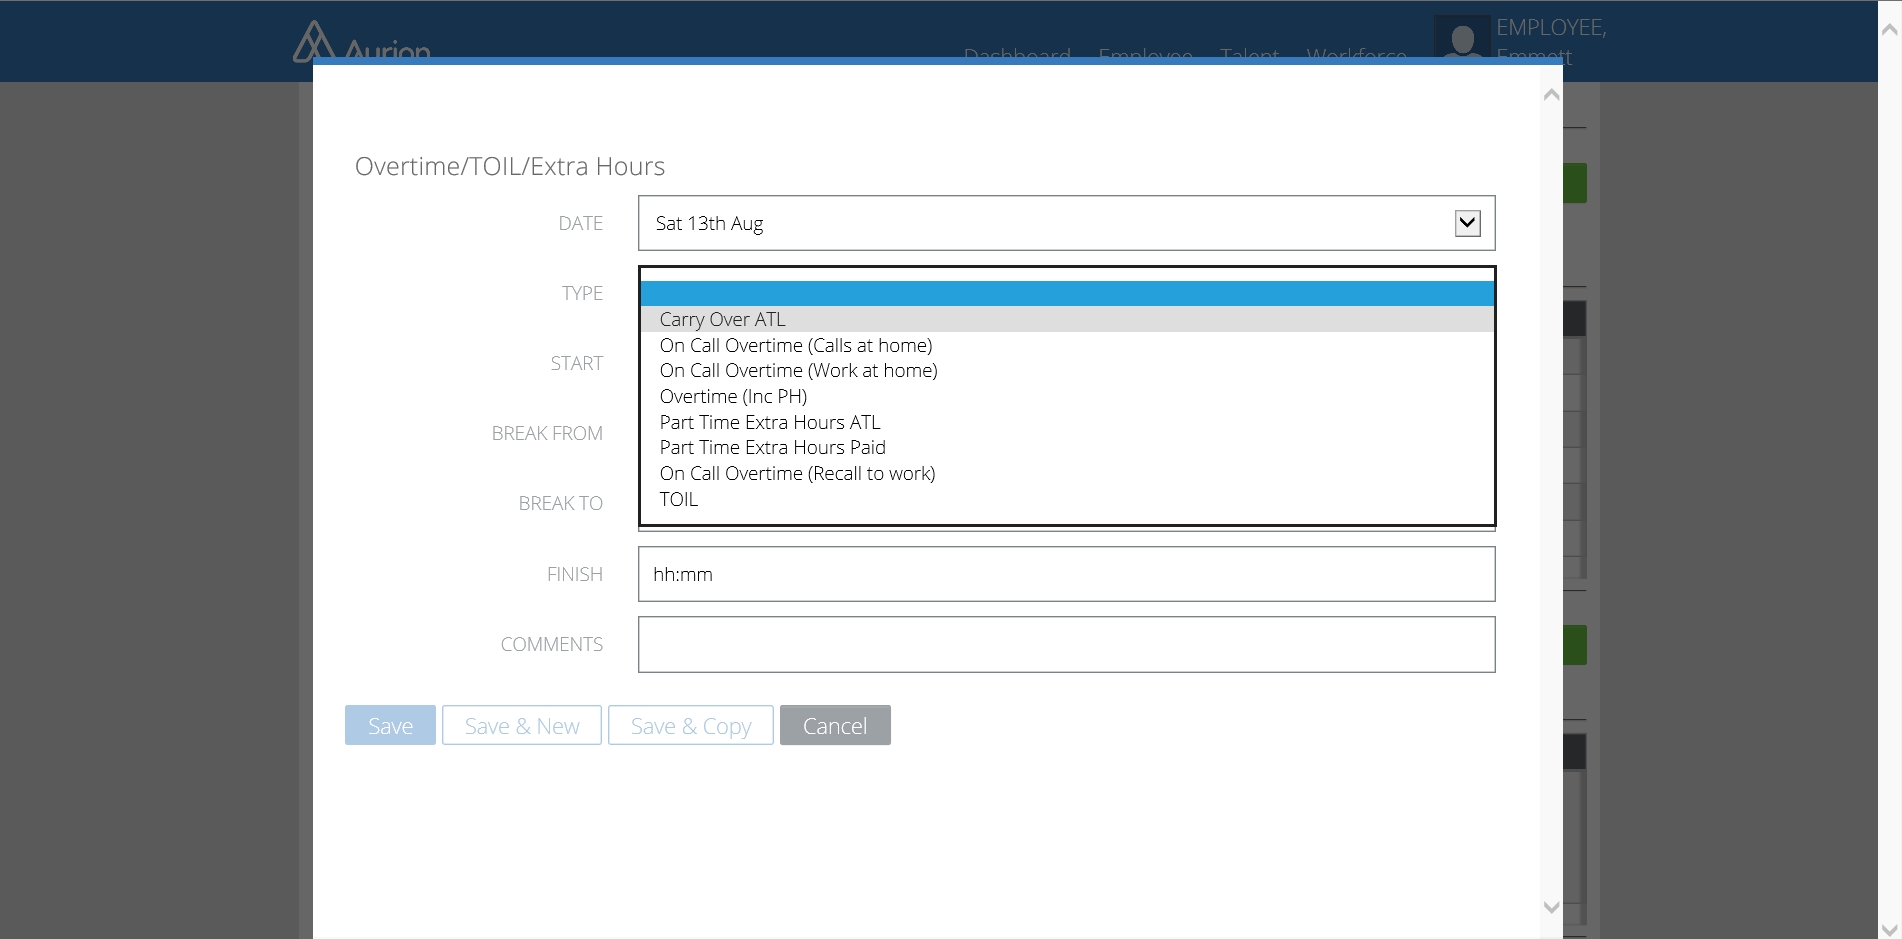 Aurion
Dashboard Employee Talent Workforce
EMPLOYEE,
Emmett
Overtime/TOIL/Extra Hours
DATE Sat 13th Aug
TYPE
Carry Over ATL
On Call Overtime (Calls at home)
START
On Call Overtime (Work at home)
Overtime (Inc PH)
Part Time Extra Hours ATL
BREAK FROM
Part Time Extra Hours Paid
On Call Overtime (Recall to work)
TOIL
BREAK TO
FINISH hh:mm
COMMENTS
Save Save & New Save & Copy Cancel